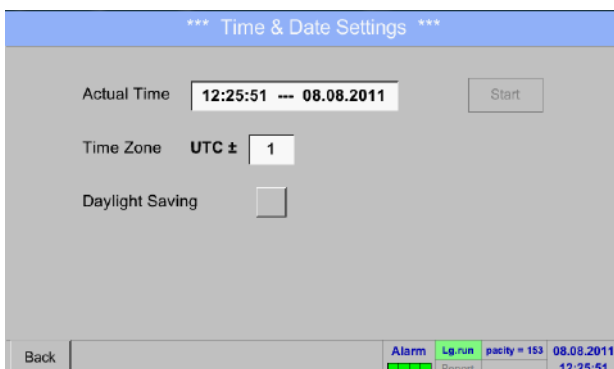 *** Time & Date Settings ***
Actual Time 12:25:51 --- 08.08.2011 Start
Time Zone UTC ± 1
Daylight Saving
Back Alarm Lg.run pacity = 153 08.08.2011
Report 12:25:51